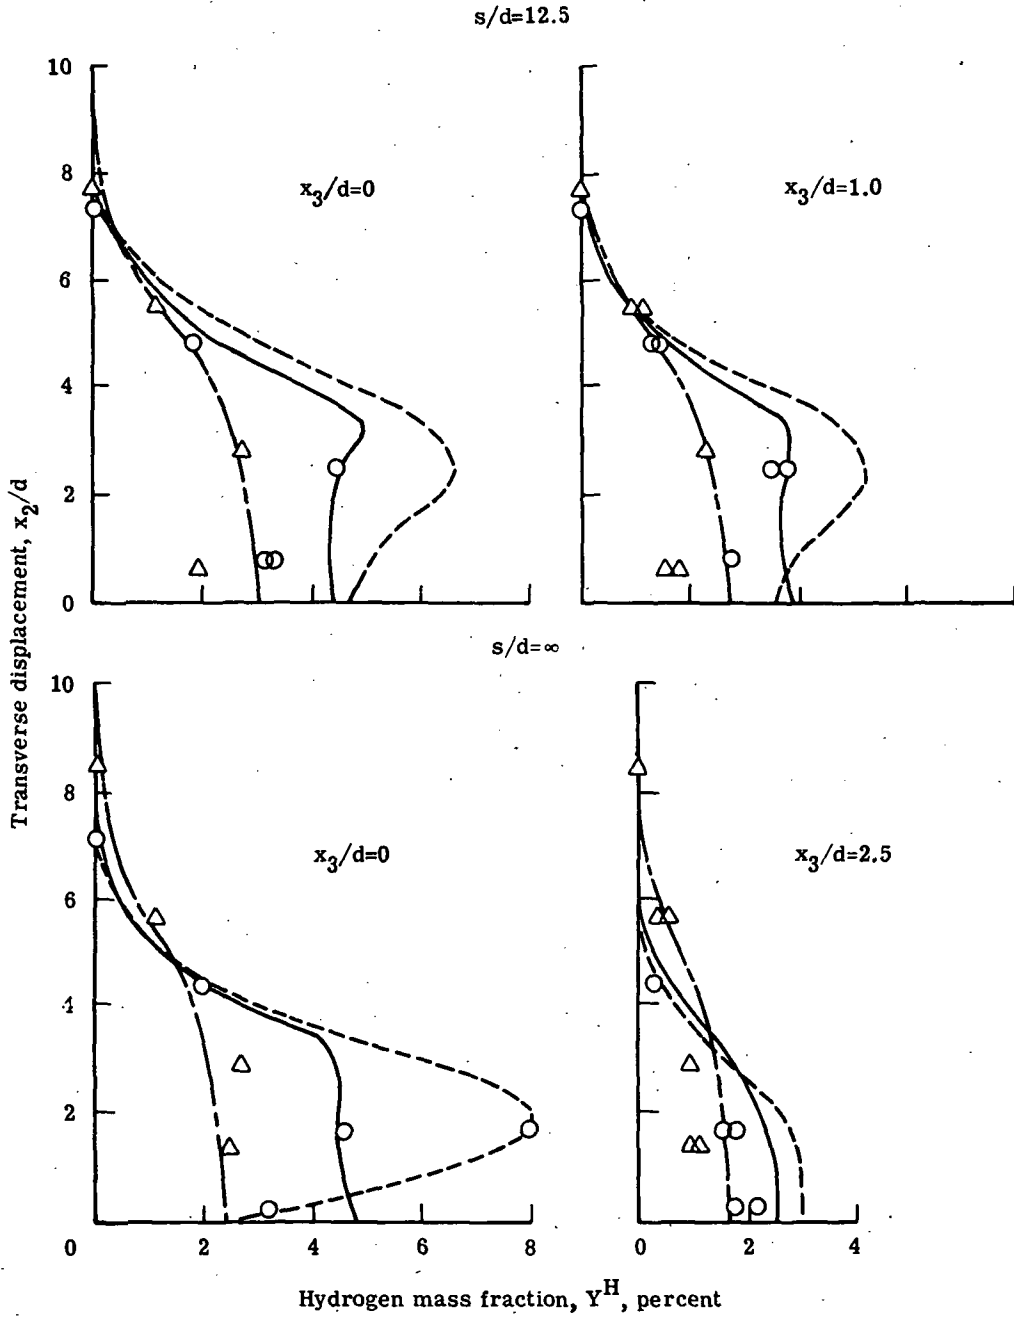 s/d=12.5
10
8
6
4
2
0
x3/d=0
x3/d=1.0
Transverse displacement, x2/d
s/d=∞
10
8
6
4
2
0
x3/d=0
2
4
6
8
x3/d=2.5
0
2
4
Hydrogen mass fraction, Y^H, percent